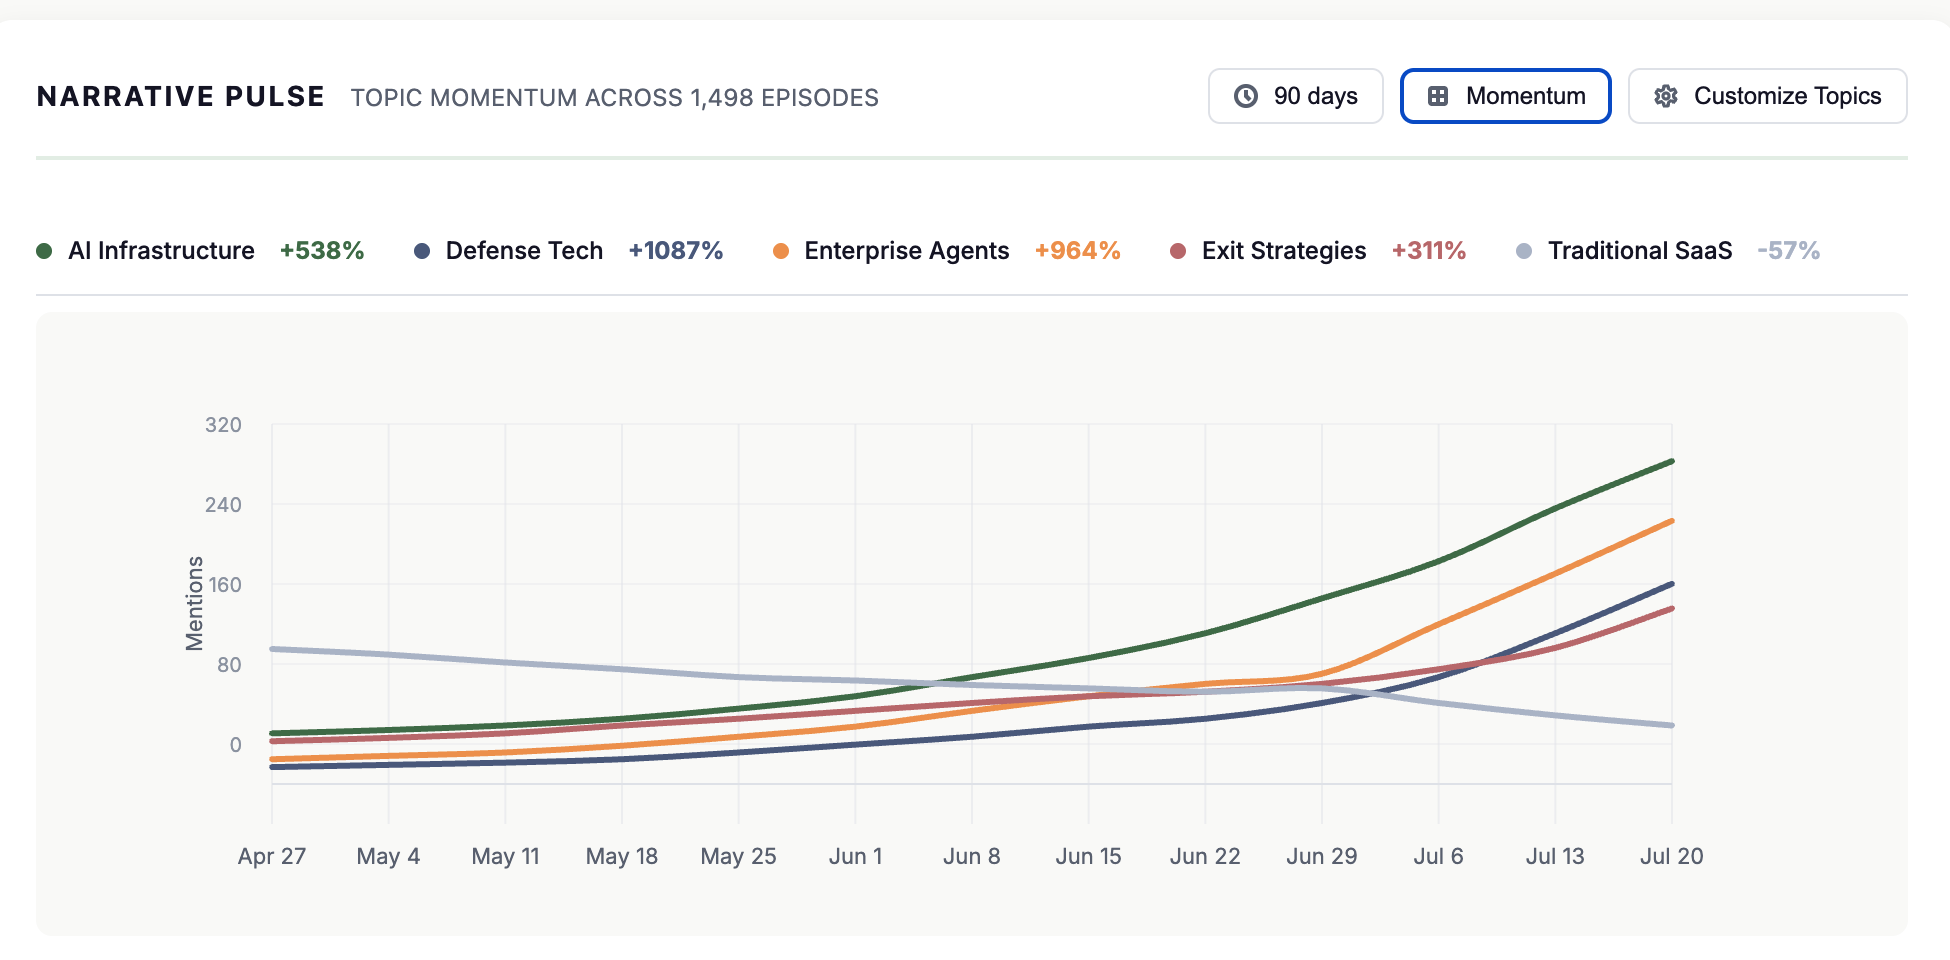 NARRATIVE PULSE TOPIC MOMENTUM ACROSS 1,498 EPISODES
90 days
Momentum
Customize Topics
AI Infrastructure +538%
Defense Tech +1087%
Enterprise Agents +964%
Exit Strategies +311%
Traditional SaaS -57%
Mentions
320
240
160
80
0
Apr 27 May 4 May 11 May 18 May 25 Jun 1 Jun 8 Jun 15 Jun 22 Jun 29 Jul 6 Jul 13 Jul 20